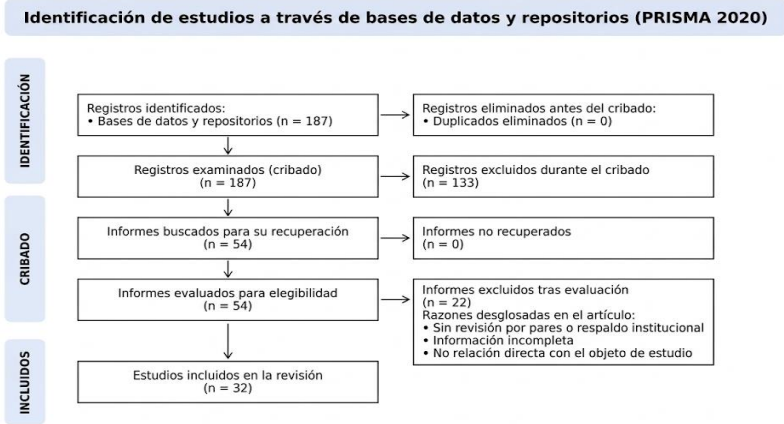 Identificación de estudios a través de bases de datos y repositorios (PRISMA 2020)
IDENTIFICACIÓN
Registros identificados:
• Bases de datos y repositorios (n = 187)
Registros eliminados antes del cribado:
• Duplicados eliminados (n = 0)
Registros examinados (cribado)
(n = 187)
Registros excluidos durante el cribado
(n = 133)
CRIBADO
Informes buscados para su recuperación
(n = 54)
Informes no recuperados
(n = 0)
Informes evaluados para elegibilidad
(n = 54)
Informes excluidos tras evaluación
(n = 22)
Razones desglosadas en el artículo:
• Sin revisión por pares o respaldo institucional
• Información incompleta
• No relación directa con el objeto de estudio
INCLUIDOS
Estudios incluidos en la revisión
(n = 32)